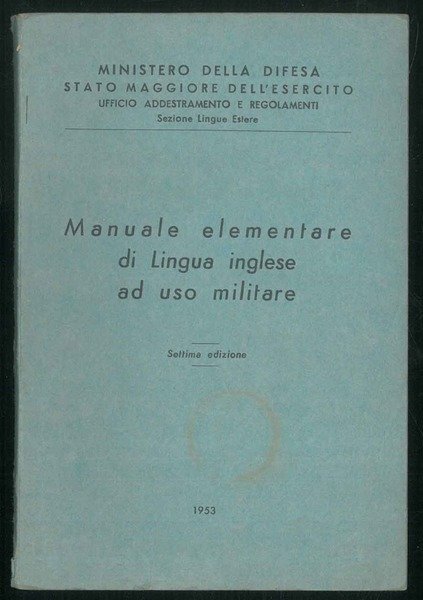 MINISTERO DELLA DIFESA
STATO MAGGIORE DELL'ESERCITO
UFFICIO ADDESTRAMENTO E REGOLAMENTI
Sezione Lingue Estere
Manuale elementare
di Lingua inglese
ad uso militare
Settima edizione
1953